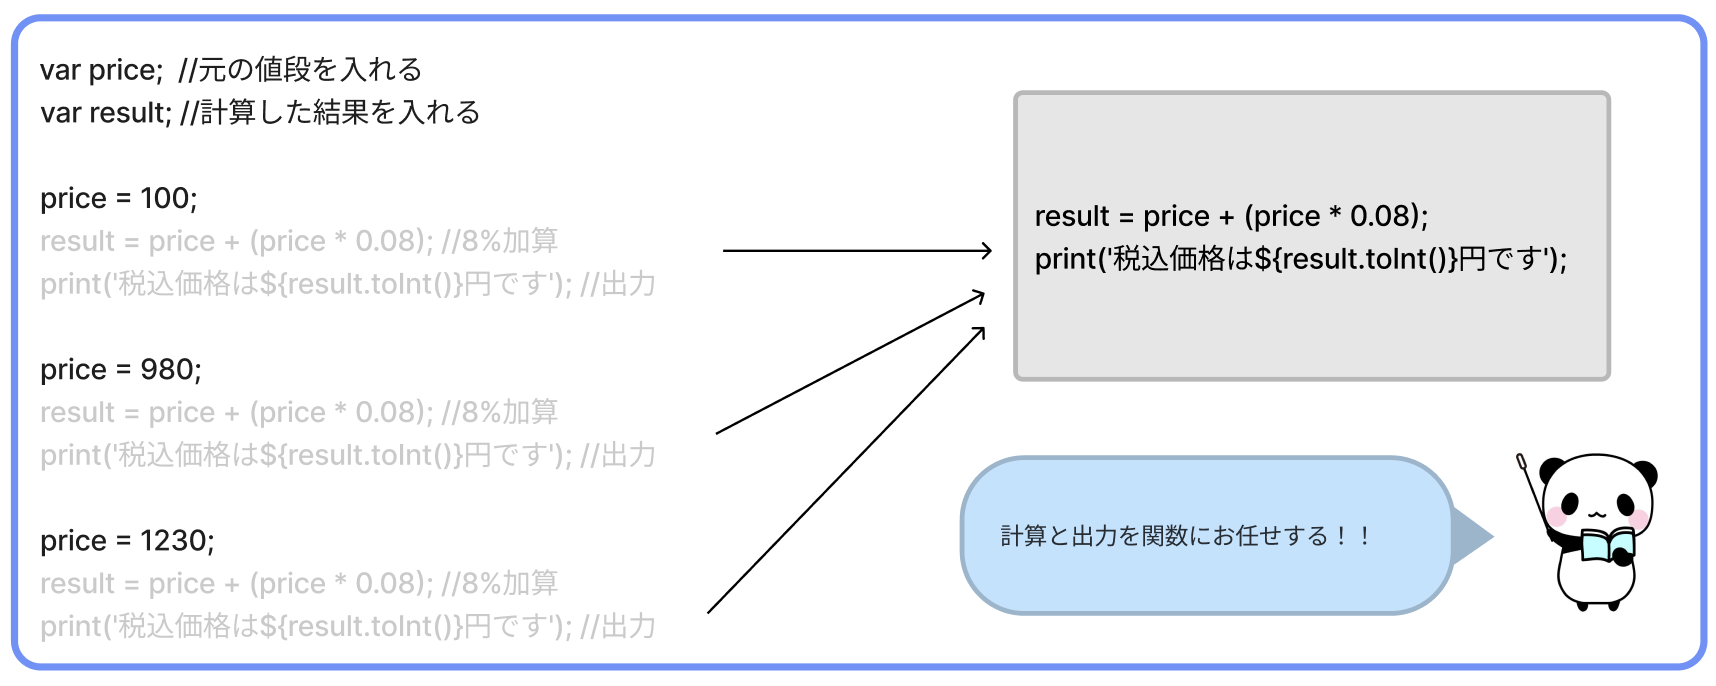 var price;  //元の値段を入れる
var result; //計算した結果を入れる
price = 100;
result = price + (price * 0.08); //8%加算
print('税込価格は${result.toInt()}円です'); //出力
price = 980;
result = price + (price * 0.08); //8%加算
print('税込価格は${result.toInt()}円です'); //出力
price = 1230;
result = price + (price * 0.08); //8%加算
print('税込価格は${result.toInt()}円です'); //出力
result = price + (price * 0.08);
print('税込価格は${result.toInt()}円です');
計算と出力を関数にお任せする！！